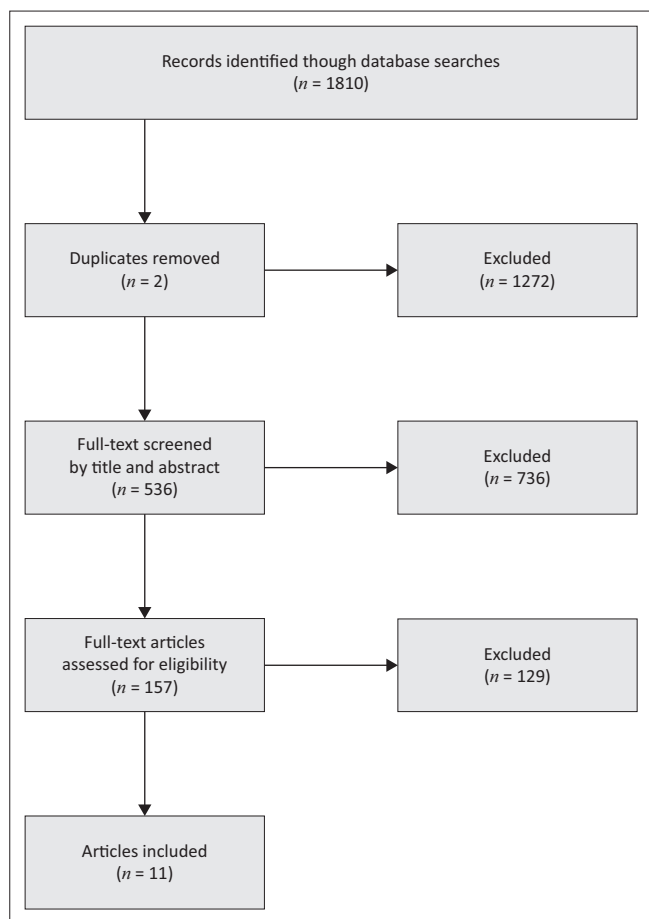 Records identified though database searches
(n = 1810)
Duplicates removed
(n = 2)
Excluded
(n = 1272)
Full-text screened
by title and abstract
(n = 536)
Excluded
(n = 736)
Full-text articles
assessed for eligibility
(n = 157)
Excluded
(n = 129)
Articles included
(n = 11)